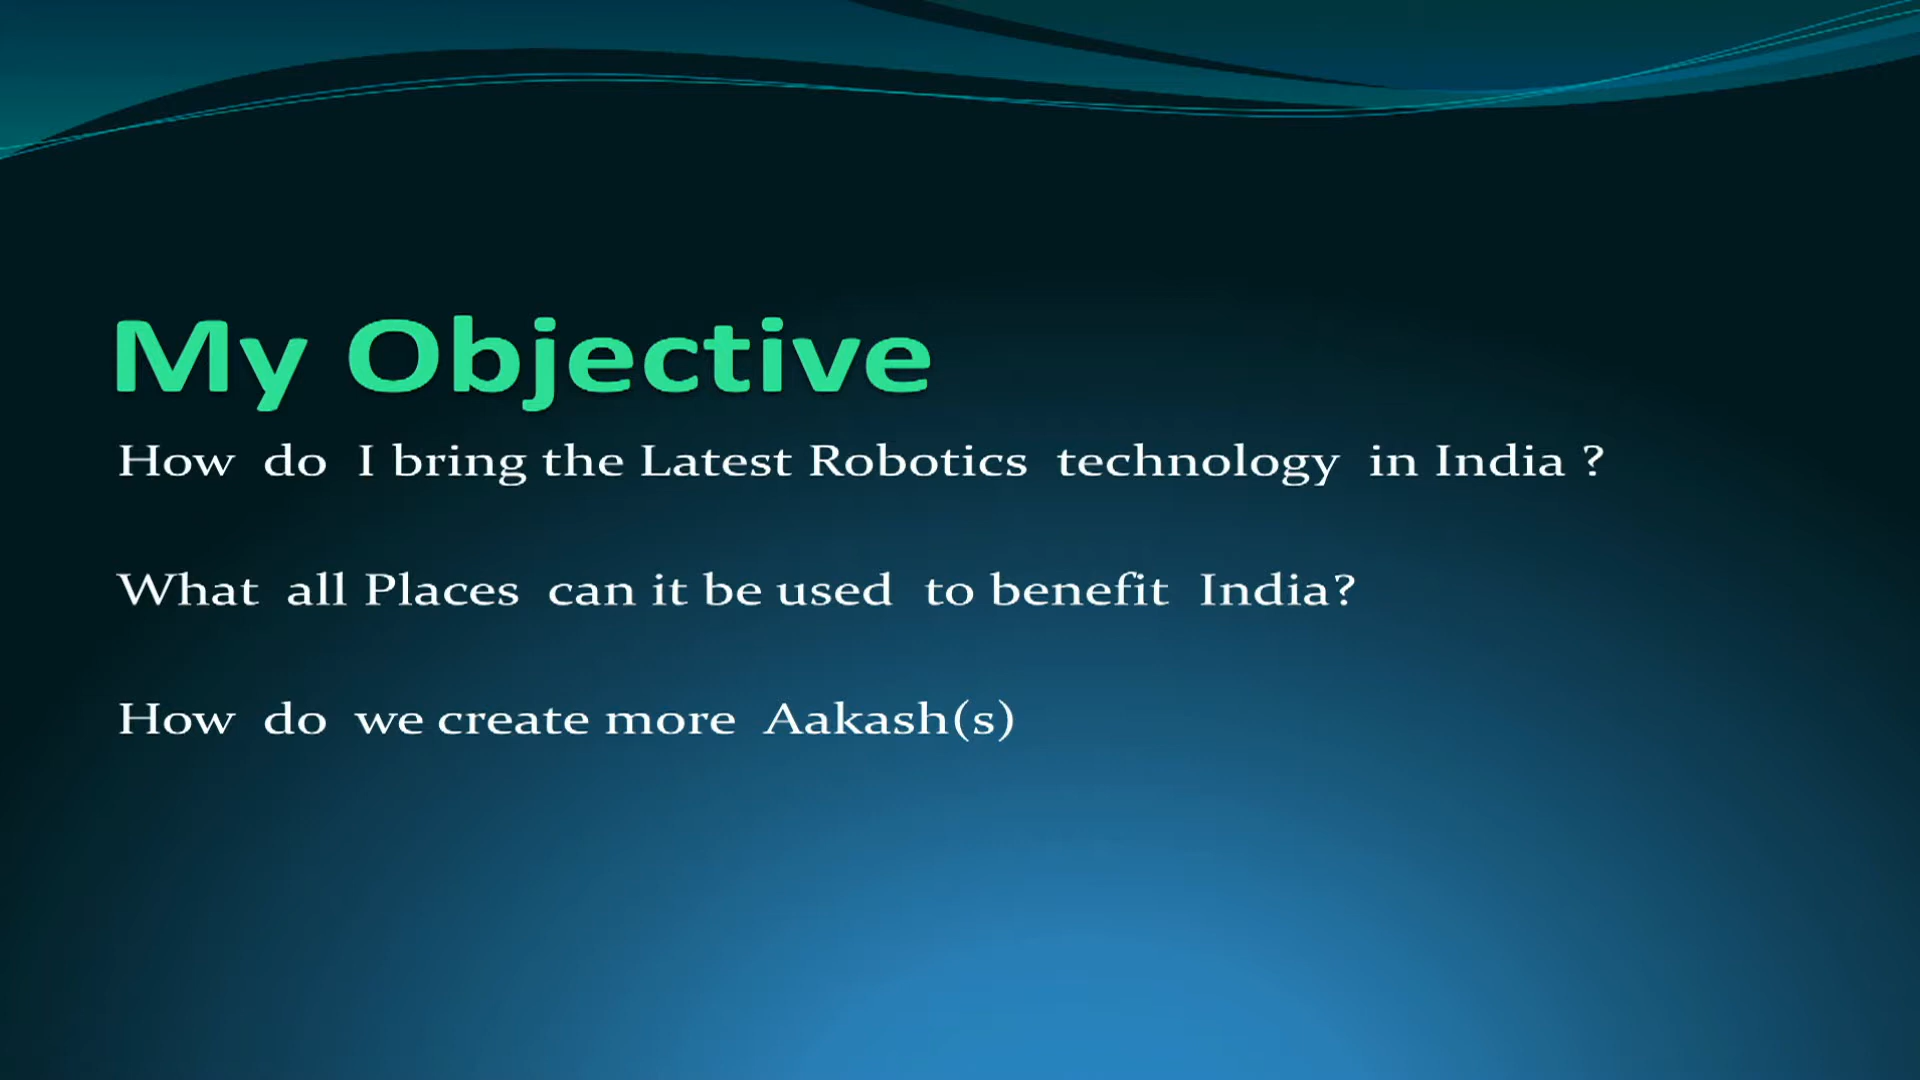 My Objective
How do I bring the Latest Robotics technology in India ?
What all Places can it be used to benefit India?
How do we create more Aakash(s)